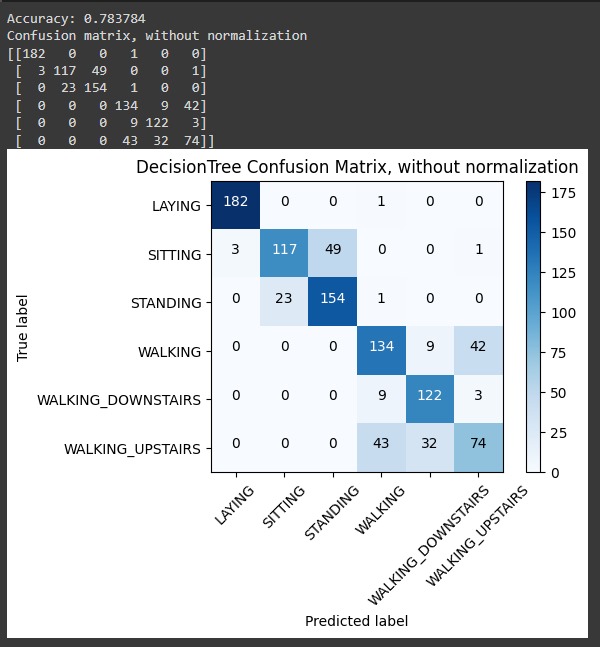 Accuracy: 0.783784
Confusion matrix, without normalization
[[182   0   0   1   0   0]
 [  3 117  49   0   0   1]
 [  0  23 154   1   0   0]
 [  0   0   0 134   9  42]
 [  0   0   0   9 122   3]
 [  0   0   0  43  32  74]]
DecisionTree Confusion Matrix, without normalization
LAYING 182 0 0 1 0 0
SITTING 3 117 49 0 0 1
STANDING 0 23 154 1 0 0
WALKING 0 0 0 134 9 42
WALKING_DOWNSTAIRS 0 0 0 9 122 3
WALKING_UPSTAIRS 0 0 0 43 32 74
True label
LAYING
SITTING
STANDING
WALKING
WALKING_DOWNSTAIRS
WALKING_UPSTAIRS
Predicted label
175
150
125
100
75
50
25
0